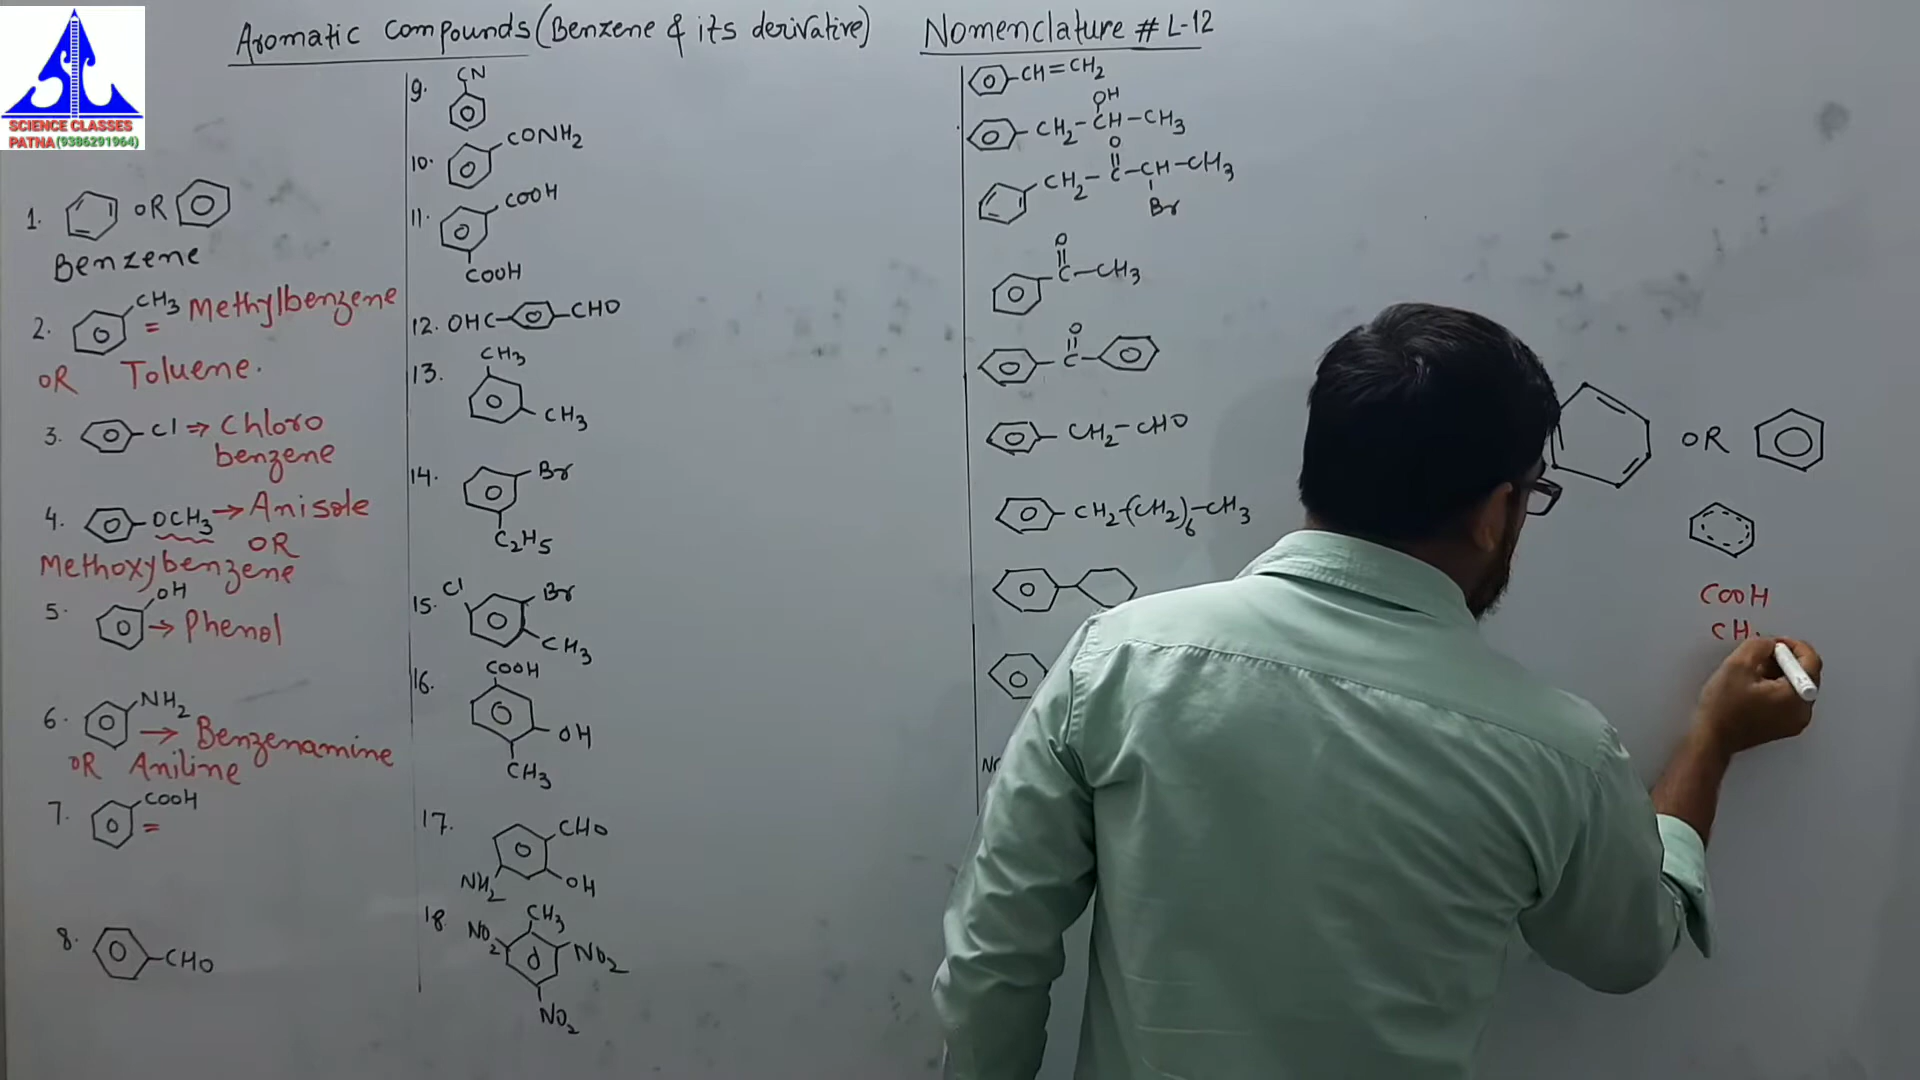 SCIENCE CLASSES
PATNA(9386291964)
Aromatic Compounds (Benzene & its derivative)
Nomenclature # L-12
1. OR
Benzene
2. CH3 Methylbenzene
OR Toluene.
3. Cl ⇒ Chloro
benzene
4. OCH3 → Anisole
OR
Methoxybenzene
5. OH → Phenol
6. NH2 → Benzenamine
OR Aniline
7. COOH
8. CHO
9. CN
10. CONH2
11. COOH
COOH
12. OHC CHO
13. CH3
CH3
14. Br
C2H5
15. Cl Br
CH3
16. COOH
OH
CH3
17. CHO
NH2 OH
18. CH3
NO2 NO2
NO2
CH=CH2
OH
CH2-CH-CH3
O
CH2-C-CH-CH3
Br
O
C-CH3
O
C
CH2-CHO
CH2-(CH2)6-CH3
OR
COOH
CH